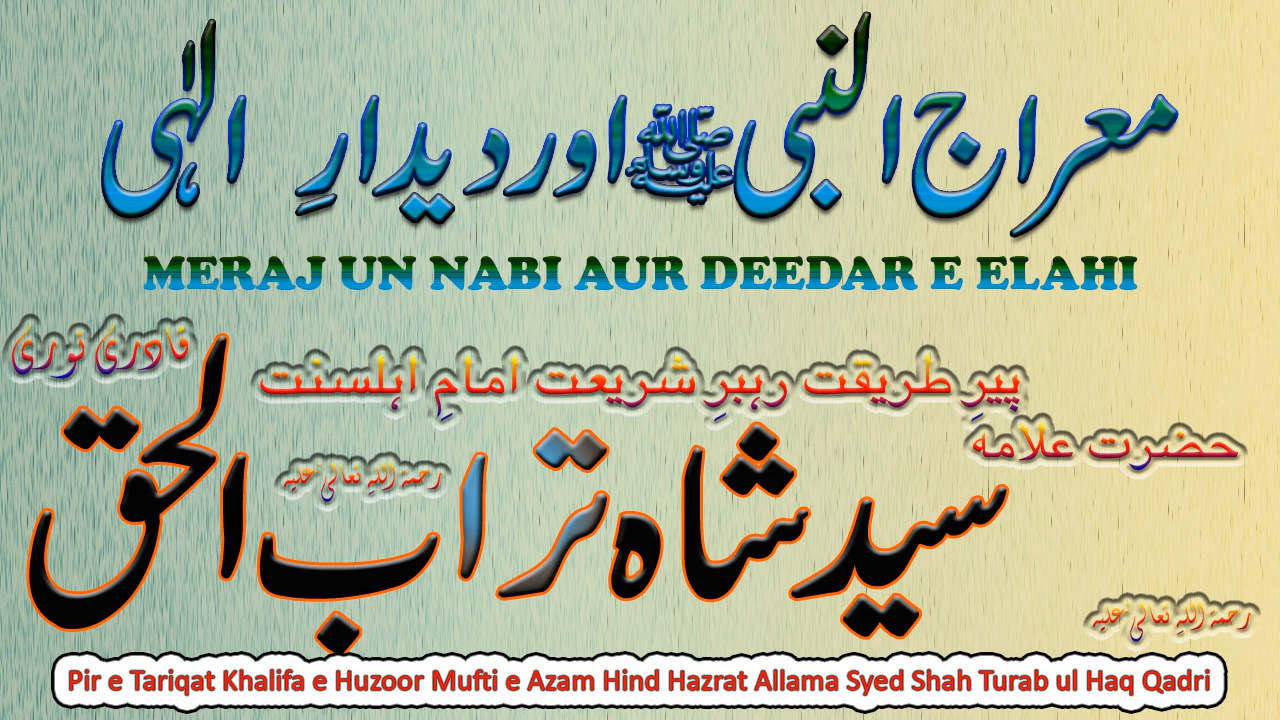 معراج النبی ﷺ اور دیدارِ الٰہی
MERAJ UN NABI AUR DEEDAR E ELAHI
پیرِ طریقت رہبرِ شریعت امامِ اہلسنت
حضرت علامہ
سید شاہ تراب الحق قادری نوری
رحمۃ اللہِ تعالیٰ علیہ
رحمۃ اللہِ تعالیٰ علیہ
Pir e Tariqat Khalifa e Huzoor Mufti e Azam Hind Hazrat Allama Syed Shah Turab ul Haq Qadri